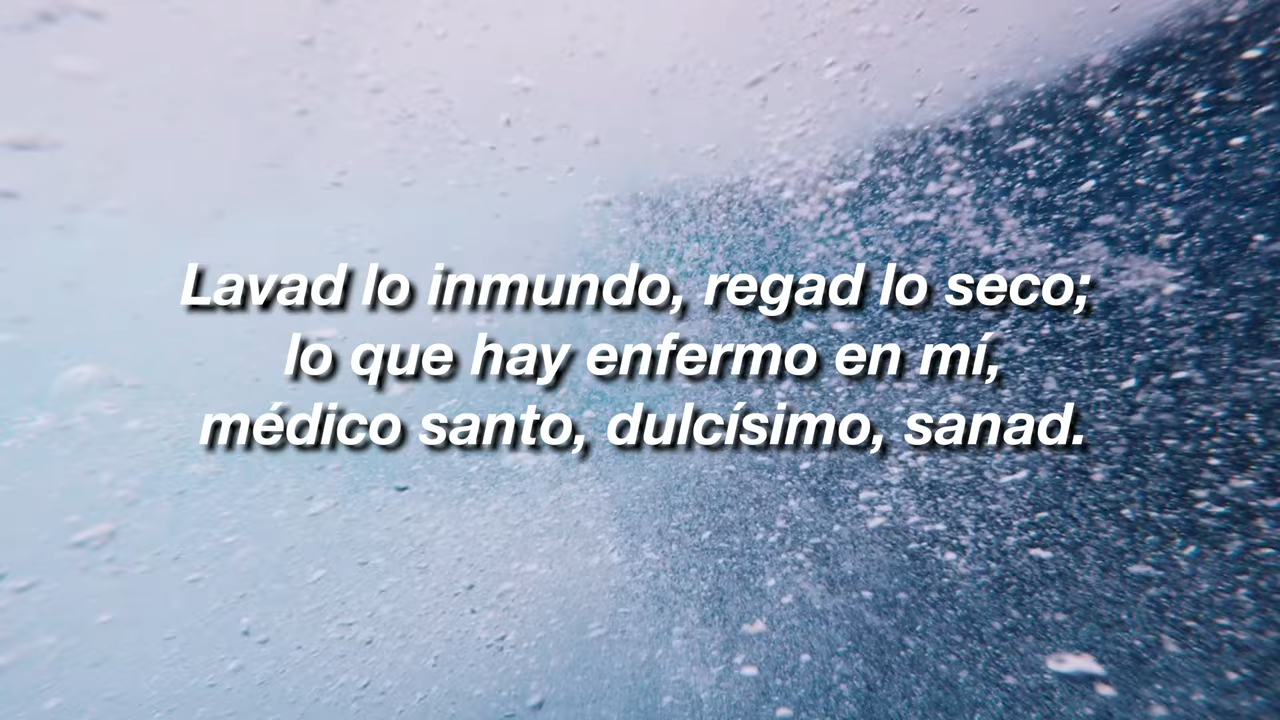 Lavad lo inmundo, regad lo seco;
lo que hay enfermo en mí,
médico santo, dulcísimo, sanad.